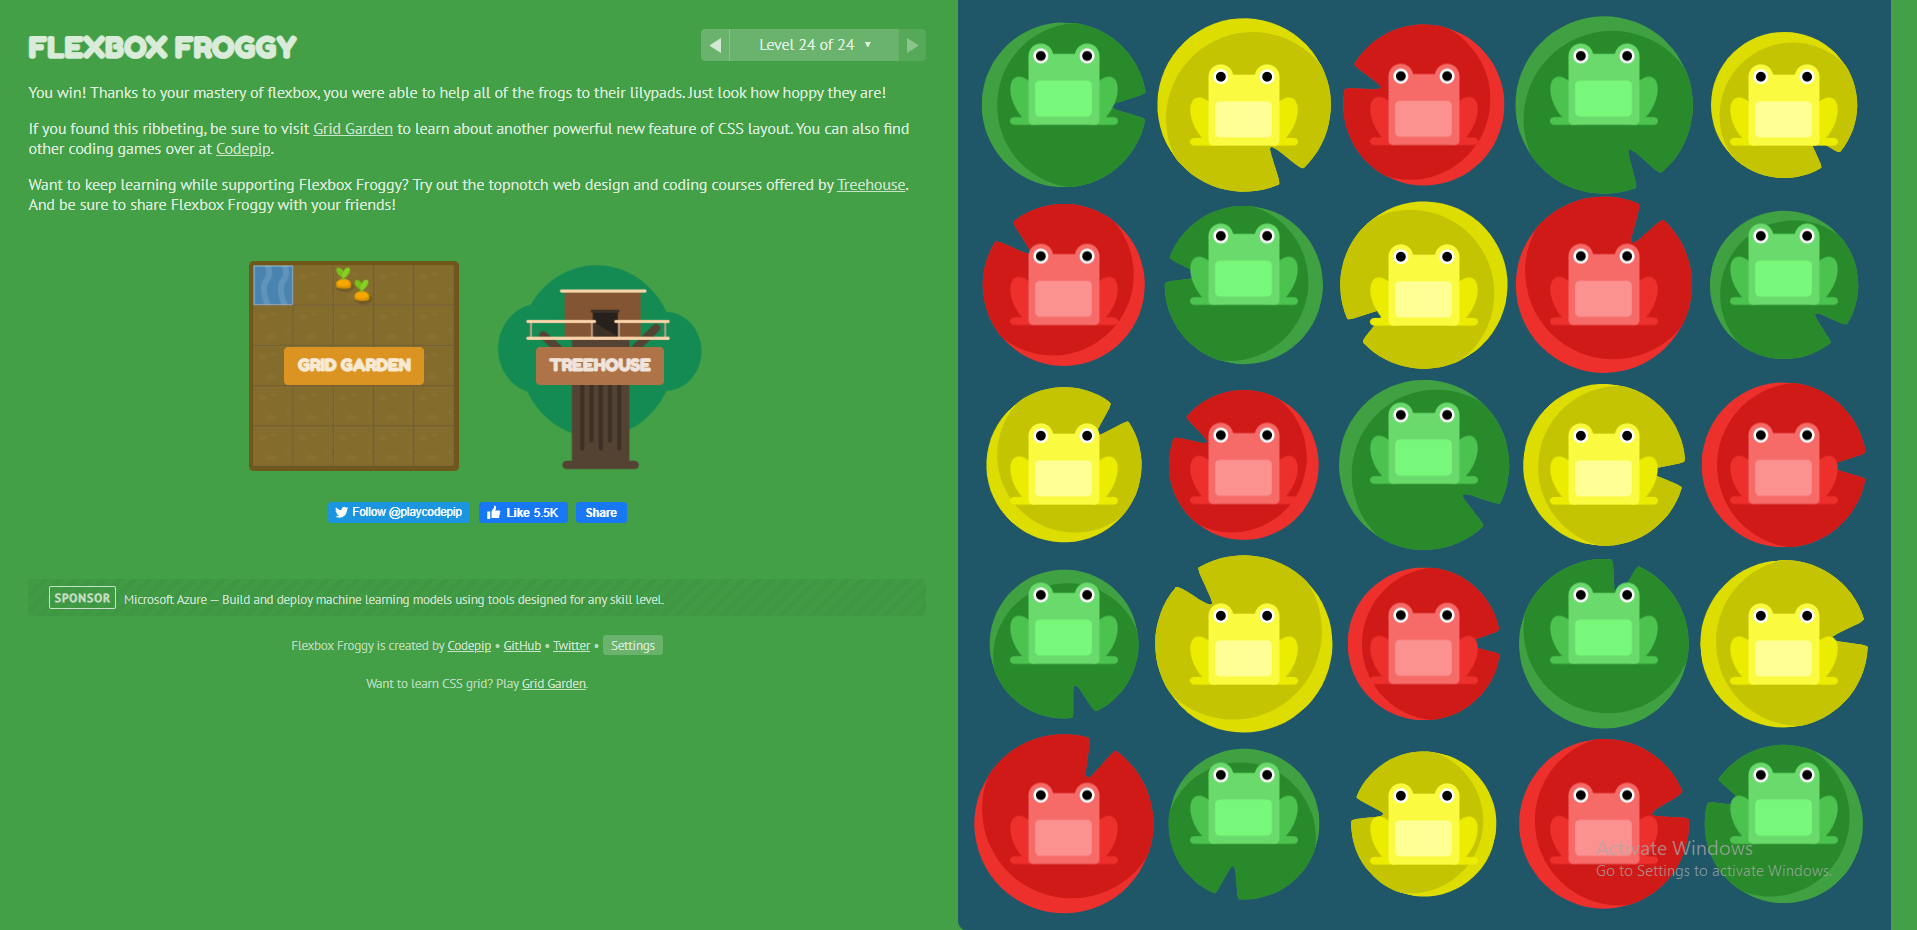 FLEXBOX FROGGY
Level 24 of 24 ▼
You win! Thanks to your mastery of flexbox, you were able to help all of the frogs to their lilypads. Just look how hoppy they are!
If you found this ribbeting, be sure to visit Grid Garden to learn about another powerful new feature of CSS layout. You can also find
other coding games over at Codepip.
Want to keep learning while supporting Flexbox Froggy? Try out the topnotch web design and coding courses offered by Treehouse.
And be sure to share Flexbox Froggy with your friends!
GRID GARDEN
TREEHOUSE
Follow @playcodepip
Like 5.5K
Share
SPONSOR Microsoft Azure — Build and deploy machine learning models using tools designed for any skill level.
Flexbox Froggy is created by Codepip • GitHub • Twitter • Settings
Want to learn CSS grid? Play Grid Garden.
Activate Windows
Go to Settings to activate Windows.